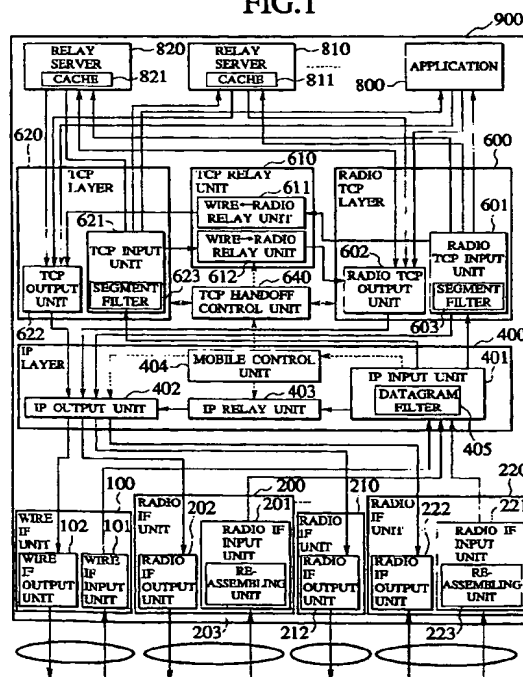 FIG.1
900
RELAY
SERVER
CACHE
820
821
RELAY
SERVER
CACHE
810
811
APPLICATION
800
620
TCP
LAYER
621
TCP INPUT
UNIT
SEGMENT
FILTER
623
TCP
OUTPUT
UNIT
622
610
TCP RELAY
UNIT
611
WIRE↔RADIO
RELAY UNIT
WIRE↔RADIO
RELAY UNIT
612
640
TCP HANDOFF
CONTROL UNIT
600
RADIO
TCP
LAYER
601
RADIO
TCP INPUT
UNIT
SEGMENT
FILTER
603
602
RADIO TCP
OUTPUT
UNIT
400
IP
LAYER
404
MOBILE CONTROL
UNIT
401
IP INPUT
UNIT
DATAGRAM
FILTER
405
402
IP OUTPUT UNIT
403
IP RELAY UNIT
100
WIRE
IF
UNIT
102
WIRE
IF
OUTPUT
UNIT
101
WIRE
IF
INPUT
UNIT
200
RADIO
IF
UNIT
202
RADIO IF
OUTPUT
UNIT
201
RADIO IF
INPUT
UNIT
RE-
ASSEMBLING
UNIT
203
210
RADIO
IF
UNIT
RADIO IF
OUTPUT
UNIT
212
220
RADIO
IF
UNIT
222
RADIO IF
OUTPUT
UNIT
221
RADIO IF
INPUT
UNIT
RE-
ASSEMBLING
UNIT
223